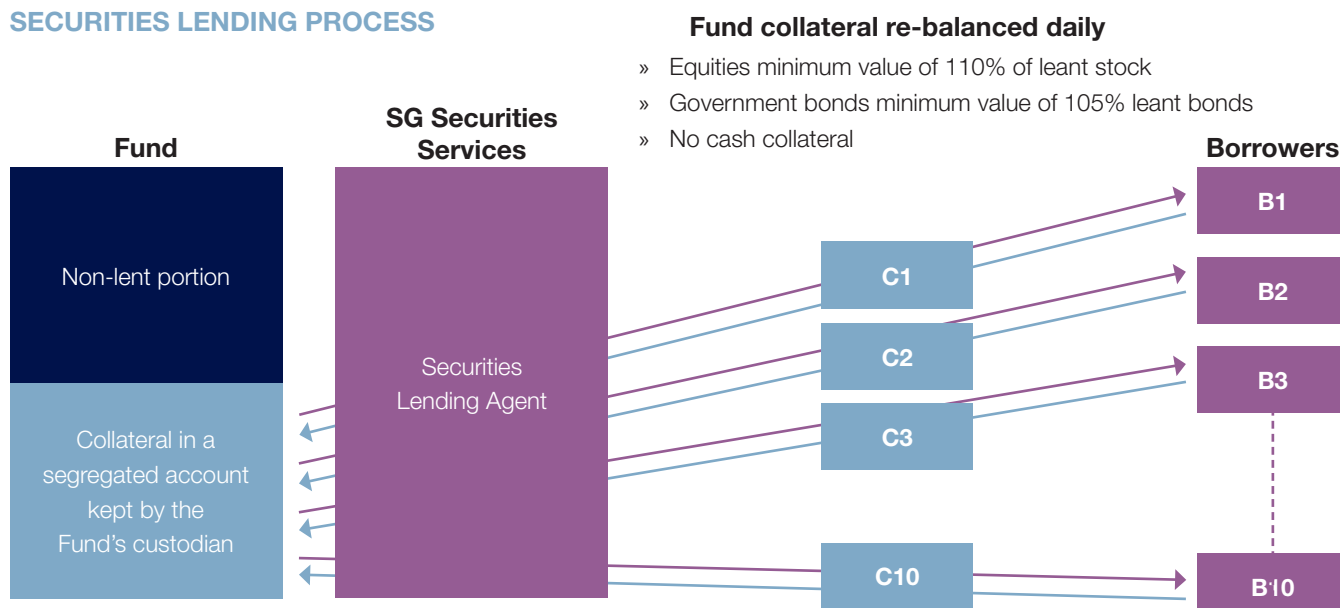 SECURITIES LENDING PROCESS
Fund collateral re-balanced daily
» Equities minimum value of 110% of leant stock
» Government bonds minimum value of 105% leant bonds
» No cash collateral
Fund
SG Securities
Services
Borrowers
Non-lent portion
Collateral in a
segregated account
kept by the
Fund's custodian
Securities
Lending Agent
C1
C2
C3
C10
B1
B2
B3
B10